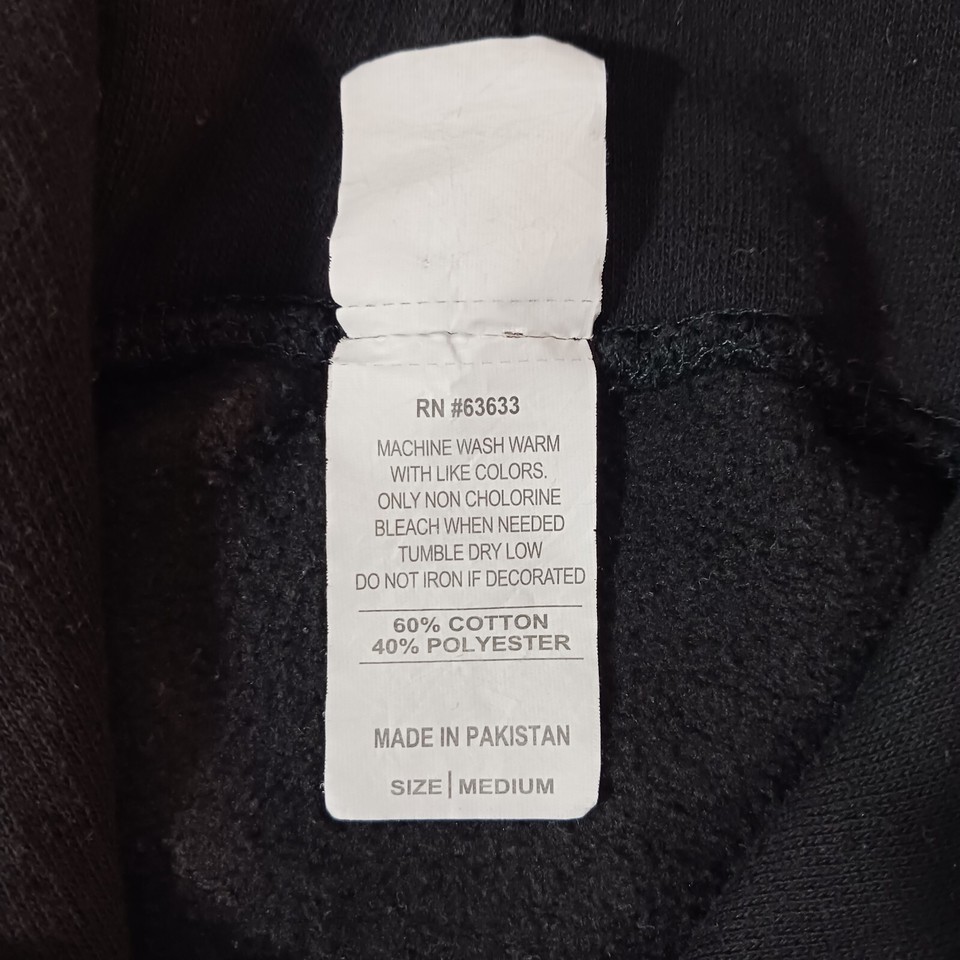 RN #63633
MACHINE WASH WARM
WITH LIKE COLORS.
ONLY NON CHOLORINE
BLEACH WHEN NEEDED
TUMBLE DRY LOW
DO NOT IRON IF DECORATED
60% COTTON
40% POLYESTER
MADE IN PAKISTAN
SIZE | MEDIUM